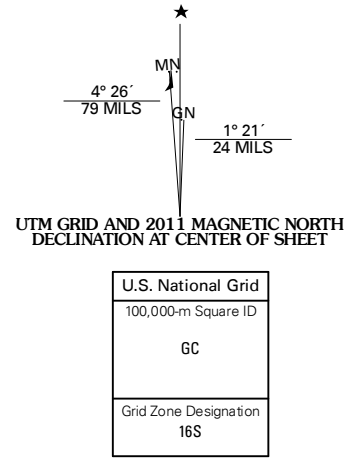 ★
MN
4° 26´
79 MILS
GN
1° 21´
24 MILS
UTM GRID AND 2011 MAGNETIC NORTH
DECLINATION AT CENTER OF SHEET
U.S. National Grid
100,000-m Square ID
GC
Grid Zone Designation
16S